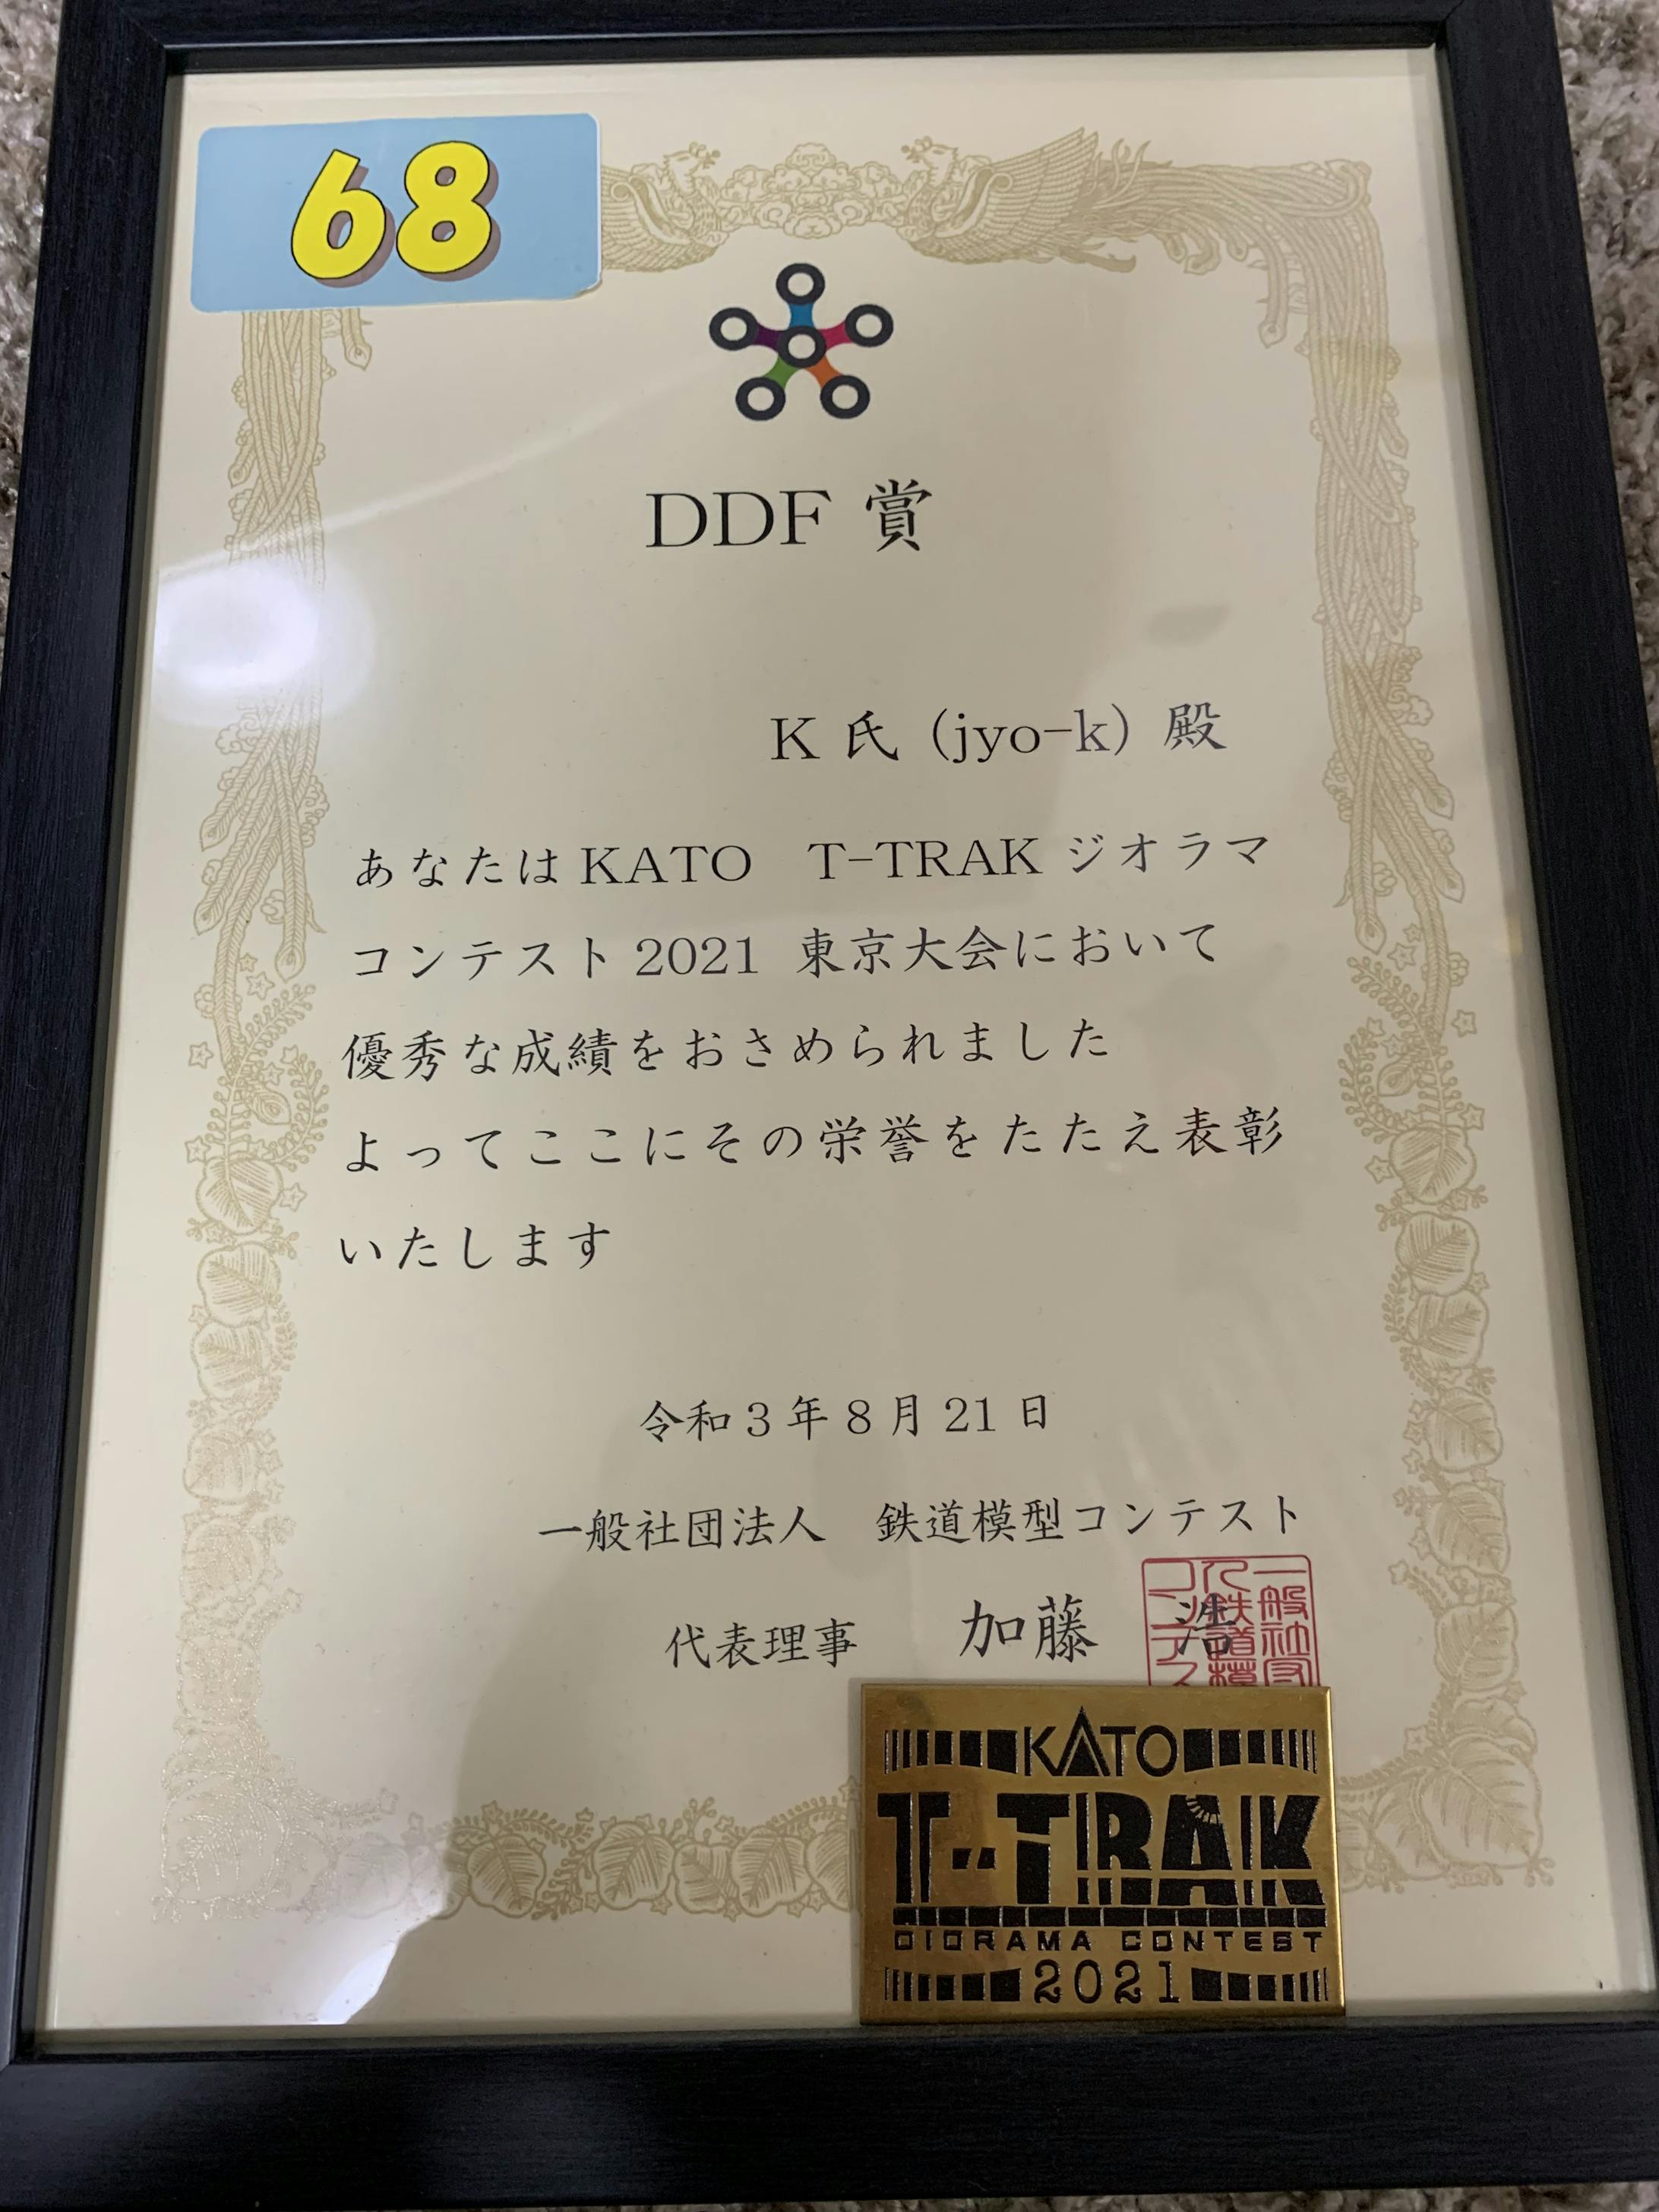 68
DDF 賞
K 氏 (jyo-k) 殿
あなたは KATO T-TRAK ジオラマ
コンテスト 2021 東京大会において
優秀な成績をおさめられました
よってここにその栄誉をたたえ表彰
いたします
令和 3 年 8 月 21 日
一般社団法人 鉄道模型コンテスト
代表理事 加藤 浩
KATO
T-TRAK
DIORAMA CONTEST
2021